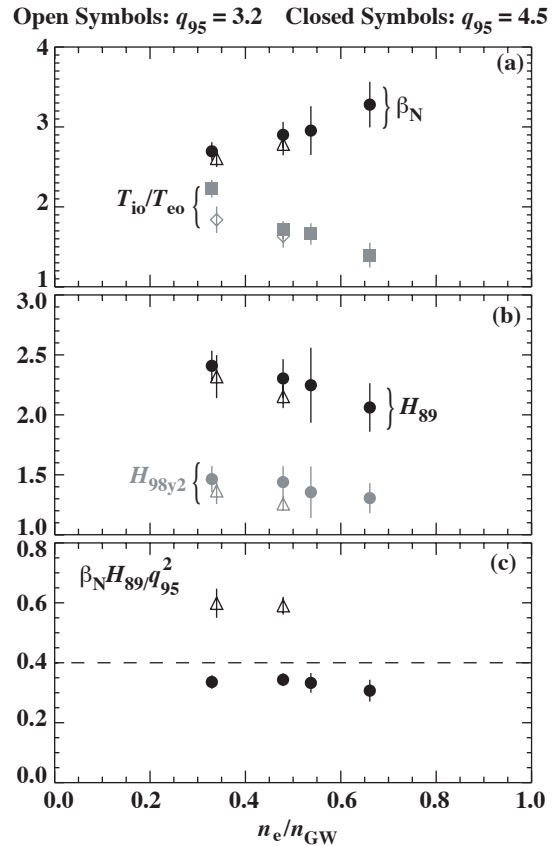 Open Symbols: q95 = 3.2 Closed Symbols: q95 = 4.5
4
(a)
βN
3
Tio/Teo
2
1
3.0
(b)
2.5
H89
2.0
H98y2
1.5
1.0
0.8
(c)
βNH89/q95^2
0.6
0.4
0.2
0.0
0.0 0.2 0.4 0.6 0.8 1.0
ne/nGW